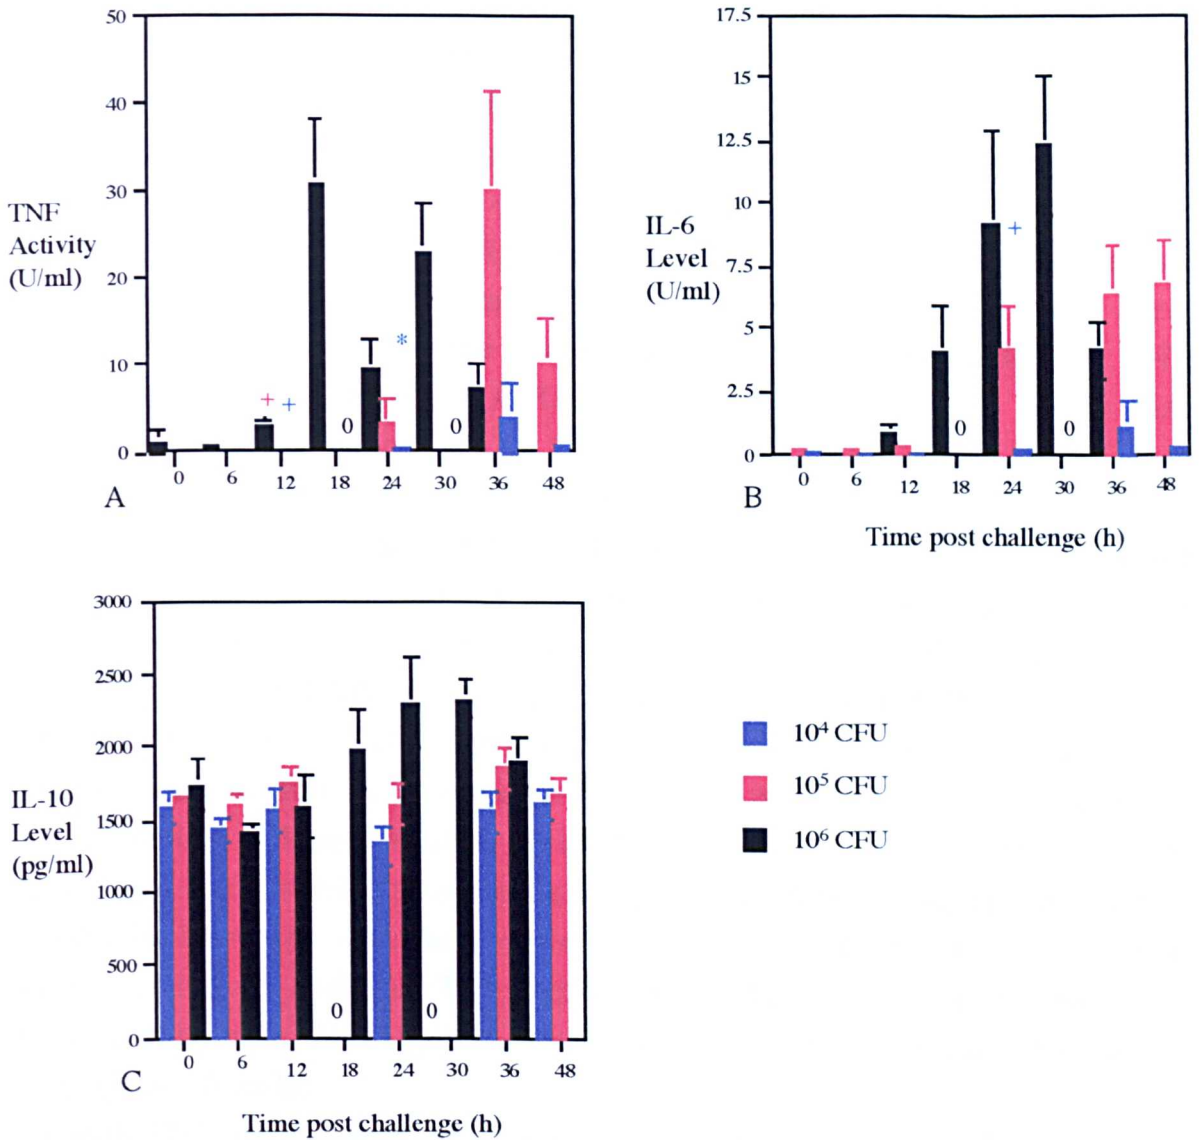 50
40
30
20
10
0
TNF
Activity
(U/ml)
+
+
*
0
0
0 6 12 18 24 30 36 48
A
17.5
15
12.5
10
7.5
5
2.5
0
IL-6
Level
(U/ml)
+
0
0
0 6 12 18 24 30 36 48
B
Time post challenge (h)
3000
2500
2000
1500
1000
500
0
IL-10
Level
(pg/ml)
0
0
0 6 12 18 24 30 36 48
C
Time post challenge (h)
10⁴ CFU
10⁵ CFU
10⁶ CFU